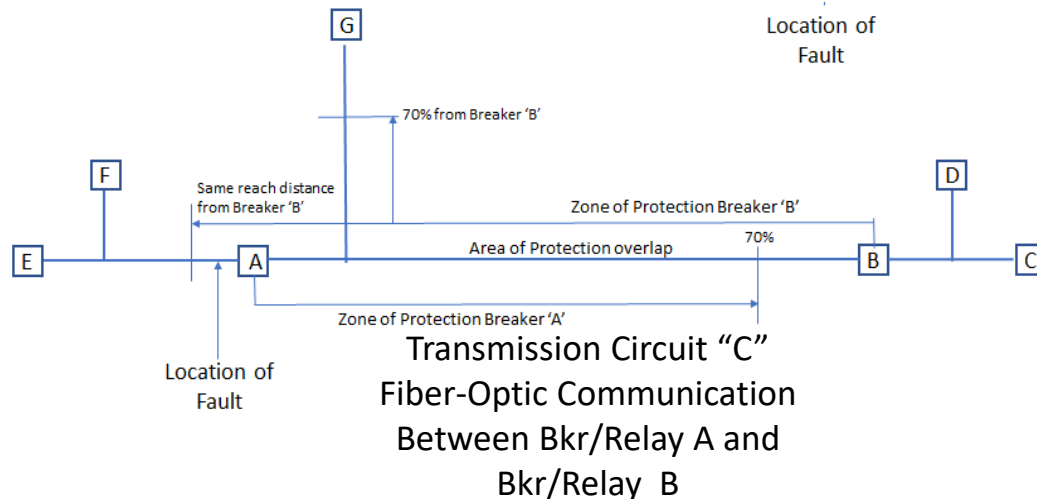 G
Location of
Fault
70% from Breaker ‘B’
F
D
Same reach distance
from Breaker ‘B’
Zone of Protection Breaker ‘B’
Area of Protection overlap
70%
E
A
B
C
Zone of Protection Breaker ‘A’
Location of
Fault
Transmission Circuit “C”
Fiber-Optic Communication
Between Bkr/Relay A and
Bkr/Relay B